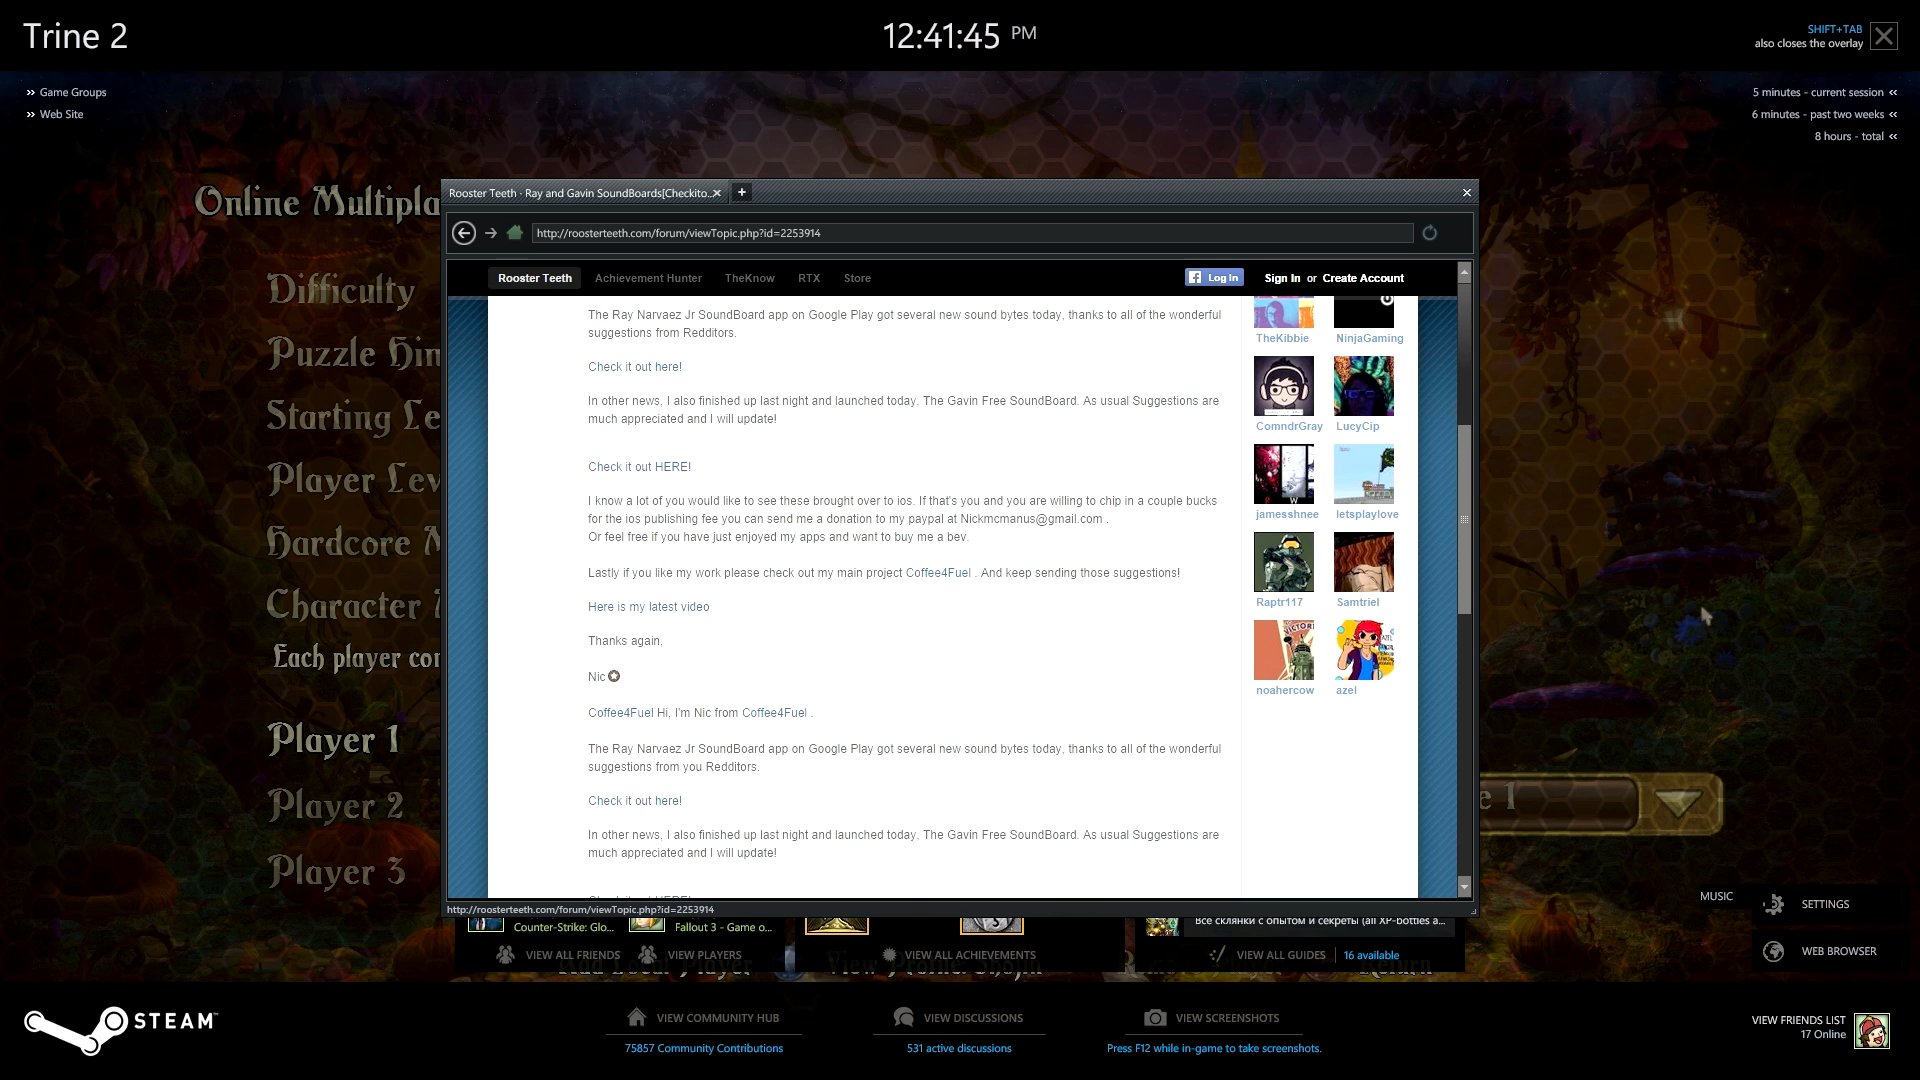 Trine 2
12:41:45 PM
SHIFT+TAB
also closes the overlay
» Game Groups
» Web Site
5 minutes - current session «
6 minutes - past two weeks «
8 hours - total «
Online Multipla
Difficulty
Puzzle Hin
Starting Le
Player Lev
Hardcore M
Character
Each player con
Player 1
Player 2
Player 3
Rooster Teeth · Ray and Gavin SoundBoards[Checkito...
http://roosterteeth.com/forum/viewTopic.php?id=2253914
Rooster Teeth Achievement Hunter TheKnow RTX Store Log In Sign In or Create Account
The Ray Narvaez Jr SoundBoard app on Google Play got several new sound bytes today, thanks to all of the wonderful
suggestions from Redditors.
Check it out here!
In other news, I also finished up last night and launched today, The Gavin Free SoundBoard. As usual Suggestions are
much appreciated and I will update!
Check it out HERE!
I know a lot of you would like to see these brought over to ios. If that's you and you are willing to chip in a couple bucks
for the ios publishing fee you can send me a donation to my paypal at Nickmcmanus@gmail.com .
Or feel free if you have just enjoyed my apps and want to buy me a bev.
Lastly if you like my work please check out my main project Coffee4Fuel . And keep sending those suggestions!
Here is my latest video
Thanks again,
Nic
Coffee4Fuel Hi, I'm Nic from Coffee4Fuel .
The Ray Narvaez Jr SoundBoard app on Google Play got several new sound bytes today, thanks to all of the wonderful
suggestions from you Redditors.
Check it out here!
In other news, I also finished up last night and launched today, The Gavin Free SoundBoard. As usual Suggestions are
much appreciated and I will update!
TheKibbie NinjaGaming
ComndrGray LucyCip
jamesshnee letsplaylove
Raptr117 Samtriel
noahercow azel
http://roosterteeth.com/forum/viewTopic.php?id=2253914
e 1
Counter-Strike: Glo... Fallout 3 - Game o... Все склянки с опытом и секреты (all XP-bottles a...
VIEW ALL FRIENDS VIEW PLAYERS VIEW ALL ACHIEVEMENTS VIEW ALL GUIDES 16 available
MUSIC
SETTINGS
WEB BROWSER
STEAM™
VIEW COMMUNITY HUB
75857 Community Contributions
VIEW DISCUSSIONS
531 active discussions
VIEW SCREENSHOTS
Press F12 while in-game to take screenshots.
VIEW FRIENDS LIST
17 Online